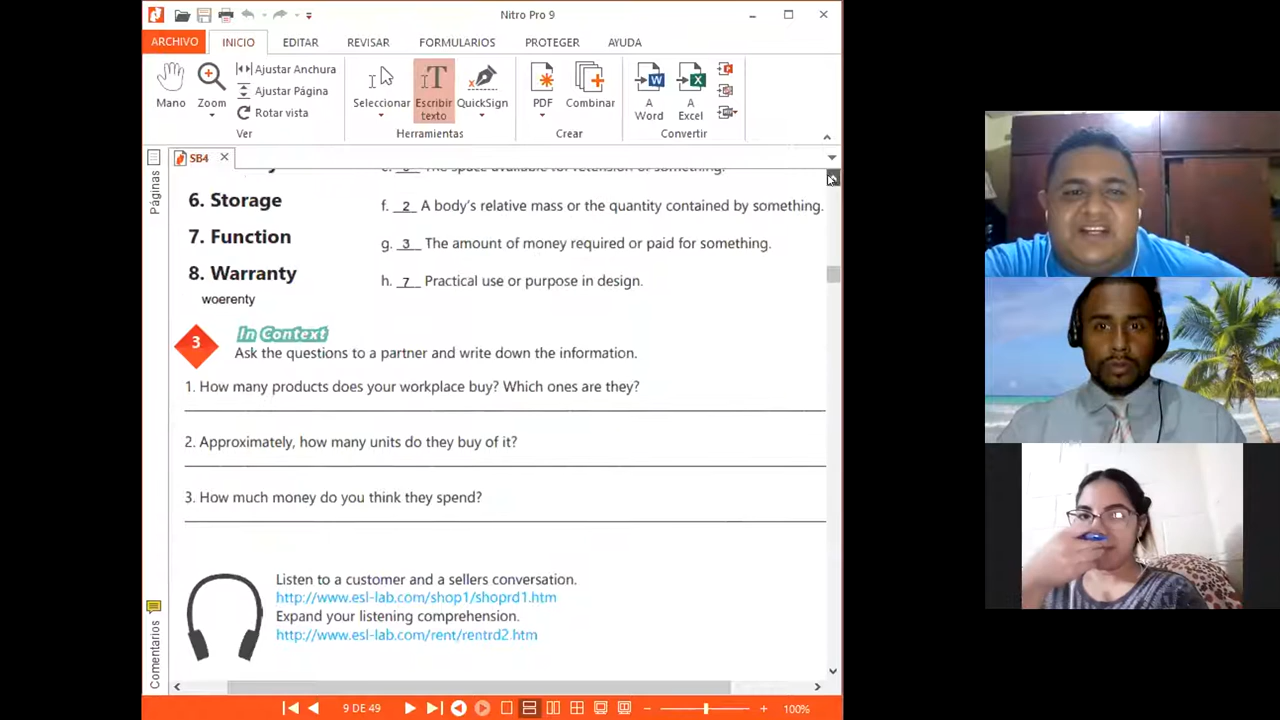 Nitro Pro 9
ARCHIVO INICIO EDITAR REVISAR FORMULARIOS PROTEGER AYUDA
Mano
Zoom
Ajustar Anchura
Ajustar Página
Rotar vista
Ver
Seleccionar
Escribir texto
QuickSign
Herramientas
PDF
Combinar
Crear
A Word
A Excel
Convertir
SB4
Páginas
The space available for retension of something.
6. Storage
f. 2 A body's relative mass or the quantity contained by something.
7. Function
g. 3 The amount of money required or paid for something.
8. Warranty
h. 7 Practical use or purpose in design.
woerenty
3
In Context
Ask the questions to a partner and write down the information.
1. How many products does your workplace buy? Which ones are they?
2. Approximately, how many units do they buy of it?
3. How much money do you think they spend?
Listen to a customer and a sellers conversation.
http://www.esl-lab.com/shop1/shoprd1.htm
Expand your listening comprehension.
http://www.esl-lab.com/rent/rentrd2.htm
Comentarios
9 DE 49
100%